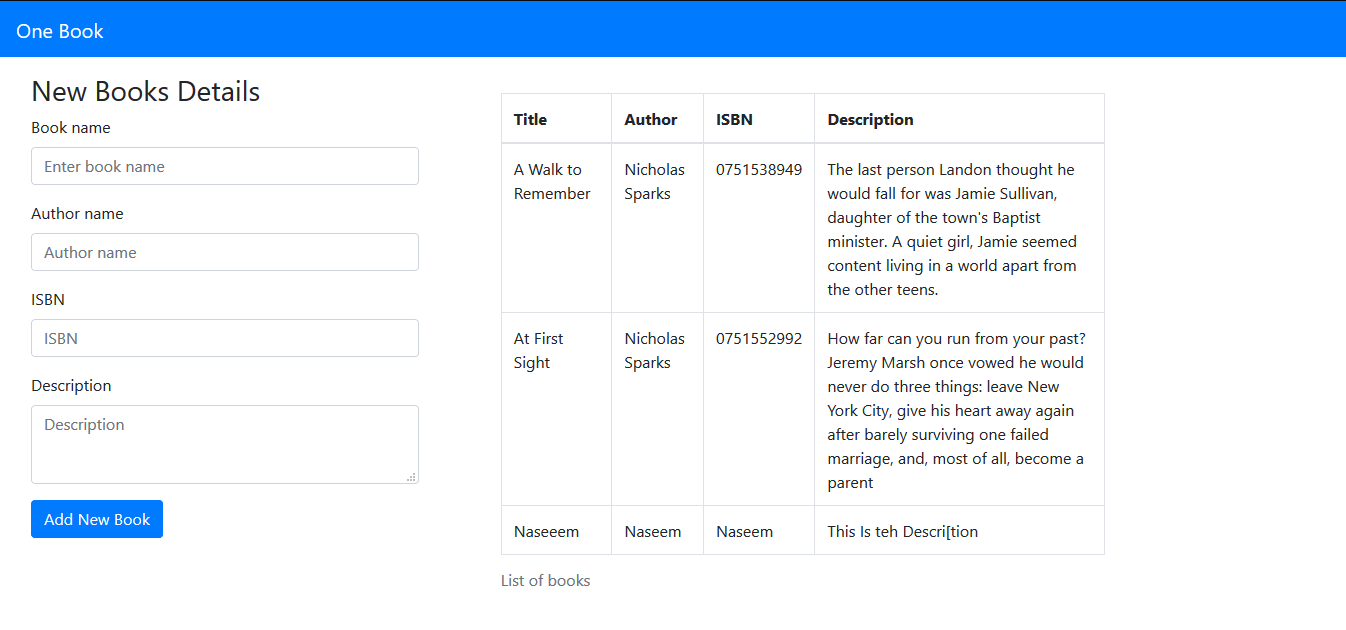 One Book
New Books Details
Book name
Enter book name
Author name
Author name
ISBN
ISBN
Description
Description
Add New Book
Title Author ISBN Description
A Walk to Nicholas 0751538949 The last person Landon thought he
Remember Sparks would fall for was Jamie Sullivan,
daughter of the town's Baptist
minister. A quiet girl, Jamie seemed
content living in a world apart from
the other teens.
At First Nicholas 0751552992 How far can you run from your past?
Sight Sparks Jeremy Marsh once vowed he would
never do three things: leave New
York City, give his heart away again
after barely surviving one failed
marriage, and, most of all, become a
parent
Naseeem Naseem Naseem This Is teh Descri[tion
List of books